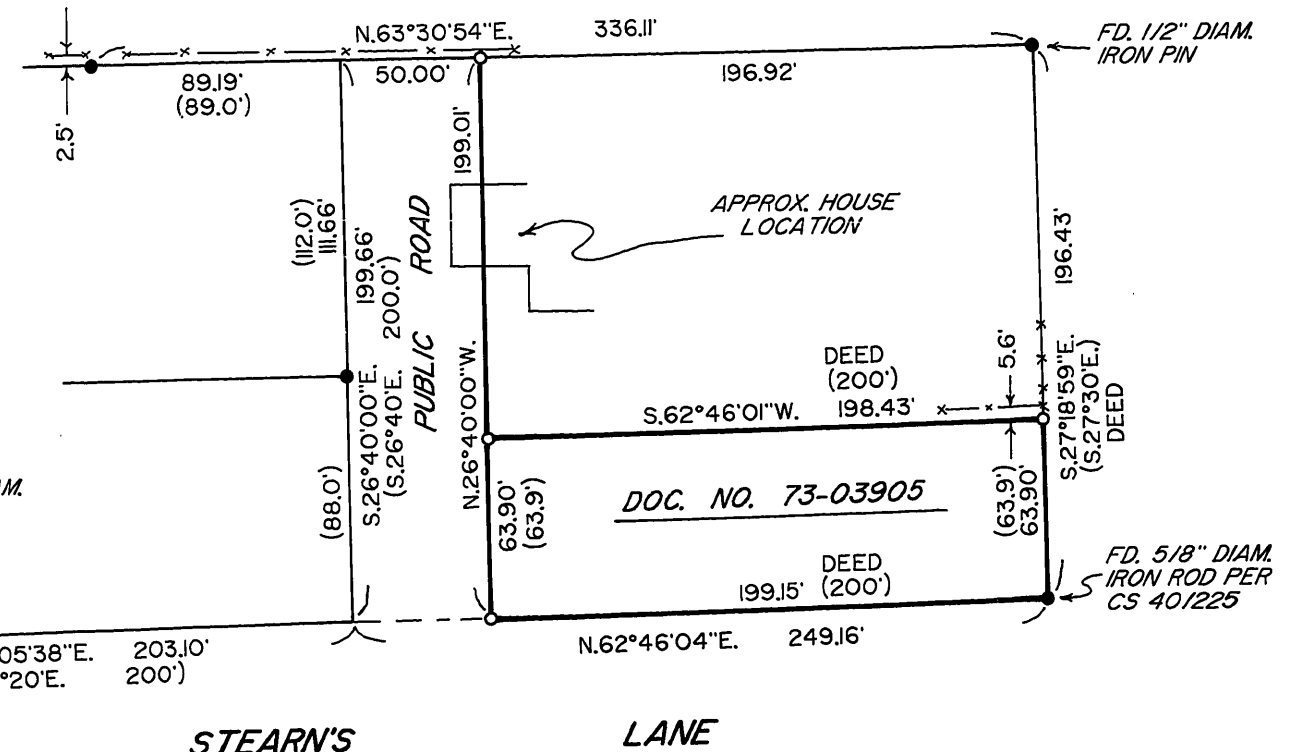 N.63°30'54"E.
336.11'
FD. 1/2" DIAM.
IRON PIN
89.19'
(89.0')
50.00'
196.92'
2.5'
199.01'
(112.0')
111.66'
199.66'
200.0')
PUBLIC ROAD
APPROX. HOUSE
LOCATION
196.43'
DEED
(200')
5.6'
S.62°46'01"W. 198.43'
S.26°40'00"E.
(S.26°40'E.
N.26°40'00"W.
S.27°18'59"E.
(S.27°30'E.)
DEED
M.
(88.0')
63.90'
(63.9')
DOC. NO. 73-03905
(63.9')
63.90'
DEED
199.15' (200')
FD. 5/8" DIAM.
IRON ROD PER
CS 40/225
05'38"E. 203.10'
°20'E. 200')
N.62°46'04"E. 249.16'
STEARN'S LANE